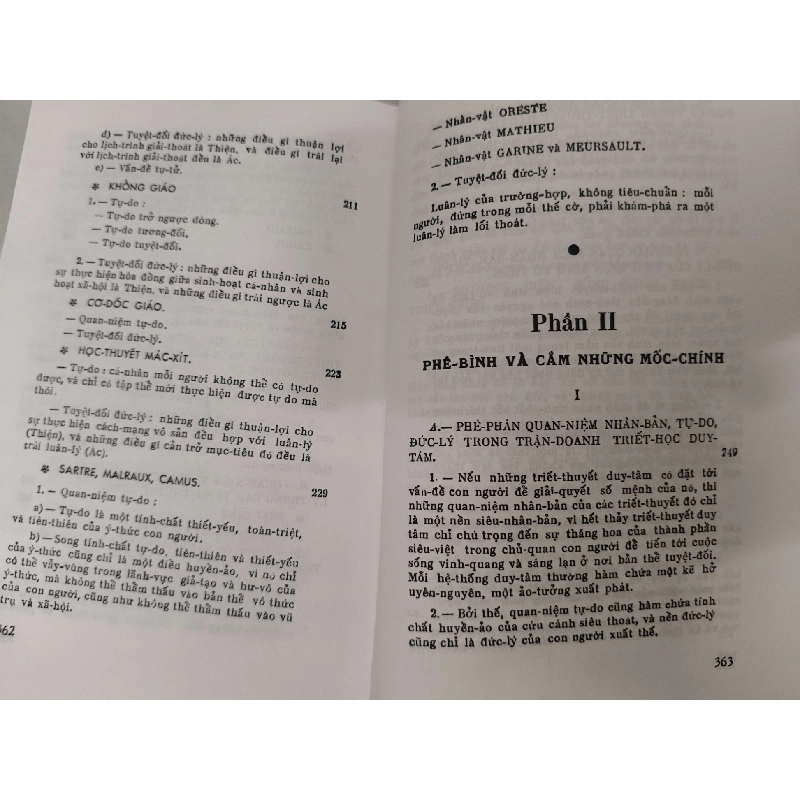 d) — Tuyệt-đối đức-lý : những điều gì thuận lợi
cho lịch-trình giải-thoát là Thiện, và điều gì trái lại
với lịch-trình giải-thoát đều là Ác.
e) — Vấn-đề tự-tử.
* KHỔNG GIÁO
211
1. — Tự-do :
— Tự-do trở ngược dòng.
— Tự-do tương-đối.
— Tự-do tuyệt-đối.
2. — Tuyệt-đối đức-lý : những điều gì thuận-lợi cho
sự thực hiện hòa đồng giữa sinh-hoạt cá-nhân và sinh
hoạt xã-hội là Thiện, và những điều gì trái ngược là Ác
* CƠ-ĐỐC GIÁO.
215
— Quan-niệm tự-do.
— Tuyệt-đối đức-lý.
* HỌC-THUYẾT MÁC-XÍT.
223
— Tự-do : cá-nhân mỗi người không thể có tự-do
được, và chỉ có tập thể mới thực hiện được tự do mà
thôi.
— Tuyệt-đối đức-lý : những điều gì thuận-lợi cho
sự thực hiện cách-mạng vô sản đều hợp với luân-lý
(Thiện), và những điều gì cản trở mục-tiêu đó đều là
trái luân-lý (Ác).
* SARTRE, MALRAUX, CAMUS.
229
1. — Quan-niệm tự-do :
a) — Tự-do là một tính-chất thiết-yếu, toàn-triệt,
và tiên-thiên của ý-thức con người.
b) — Song tính-chất tự-do, tiên-thiên và thiết-yếu
của ý-thức cũng chỉ là một điều huyền-ảo, vì nó chỉ
có thể vẫy-vùng trong lãnh-vực giả-tạo và hư-vô của
ý-thức, mà không thể thẩm thấu vào bản thể vô thức
của con người, cũng như không thể thẩm thấu vào vũ
trụ và xã-hội.
362
— Nhân-vật ORESTE
— Nhân-vật MATHIEU
— Nhân-vật GARINE và MEURSAULT.
2. — Tuyệt-đối đức-lý :
Luân-lý của trường-hợp, không tiêu-chuẩn : mỗi
người, đứng trong mỗi thế cờ, phải khám-phá ra một
luân-lý làm lối thoát.
Phần II
PHÊ-BÌNH VÀ CẮM NHỮNG MỐC-CHÍNH
I
A.— PHÊ-PHÁN QUAN-NIỆM NHÂN-BẢN, TỰ-DO,
ĐỨC-LÝ TRONG TRẬN-DOANH TRIẾT-HỌC DUY-
TÂM.
249
1. — Nếu những triết-thuyết duy-tâm có đặt tới
vấn-đề con người để giải-quyết số mệnh của nó, thì
những quan-niệm nhân-bản của các triết-thuyết đó chỉ
là một nền siêu-nhân-bản, vì hết thảy triết-thuyết duy
tâm chỉ chú trọng đến sự thăng hoa của thành phần
siêu-việt trong chủ-quan con người để tiến tới cuộc
sống vinh-quang và sáng lạn ở nơi bản thể tuyệt-đối.
Mỗi hệ-thống duy-tâm thường hàm chứa một kẽ hở
uyên-nguyên, một ảo-tưởng xuất phát.
2. — Bởi thế, quan-niệm tự-do cũng hàm chứa tính
chất huyền-ảo của cứu cánh siêu thoát, và nền đức-lý
cũng chỉ là đức-lý của con người xuất thế.
363